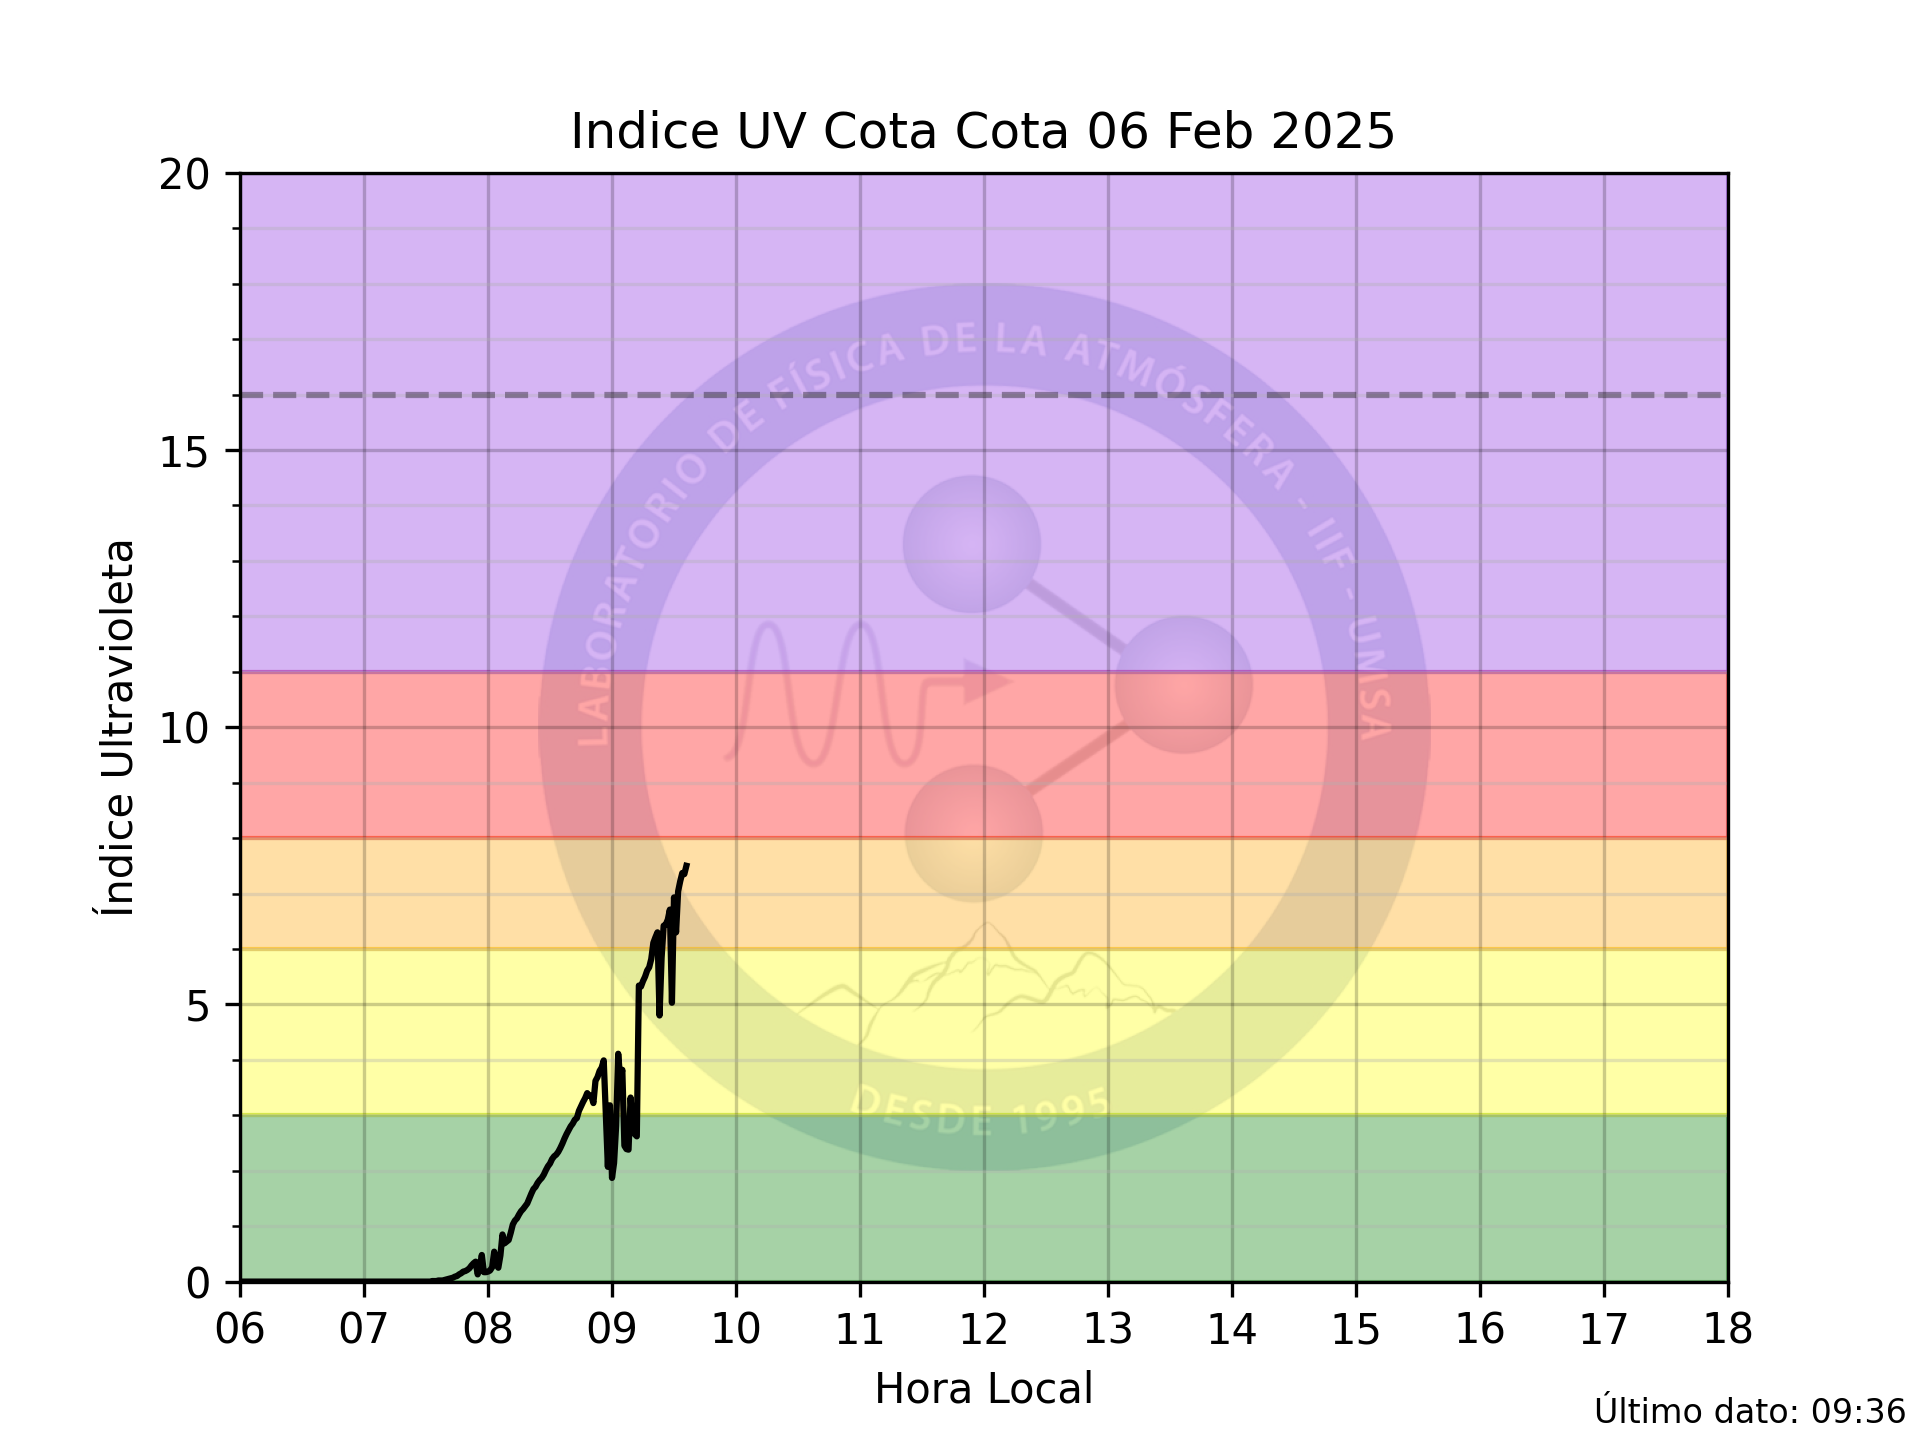 Indice UV Cota Cota 06 Feb 2025
20
15
10
5
0
Índice Ultravioleta
LABORATORIO DE FÍSICA DE LA ATMÓSFERA - IIF - UMSA
DESDE 1995
06 07 08 09 10 11 12 13 14 15 16 17 18
Hora Local
Último dato: 09:36